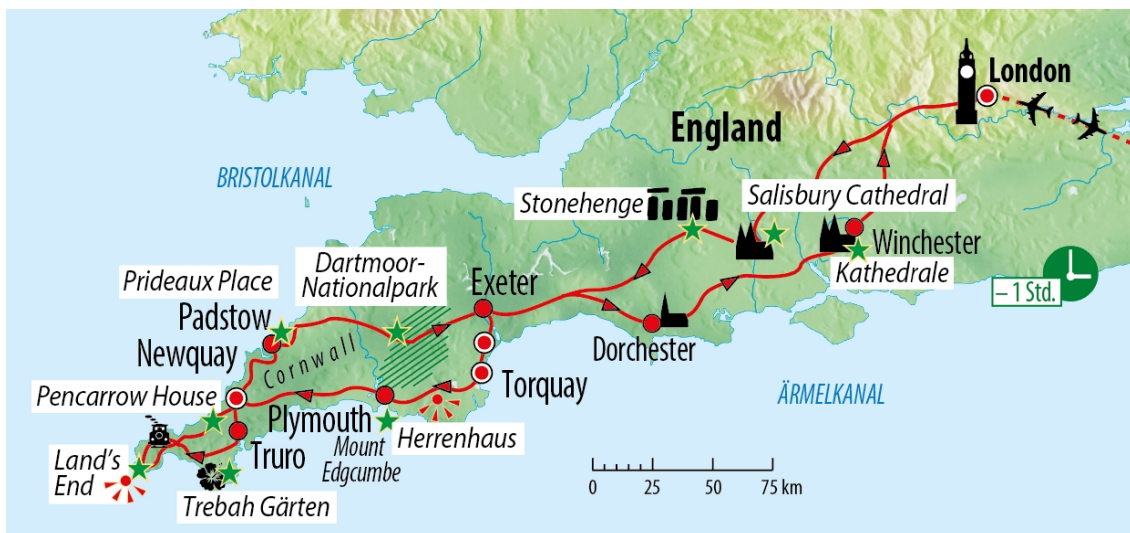 London
England
BRISTOLKANAL
Stonehenge
Salisbury Cathedral
Winchester
Kathedrale
– 1 Std.
Dartmoor-
Nationalpark
Exeter
Prideaux Place
Padstow
Newquay
Cornwall
Dorchester
Torquay
ÄRMELKANAL
Pencarrow House
Plymouth
Mount
Edgcumbe
Herrenhaus
Truro
Land's
End
Trebah Gärten
0 25 50 75 km